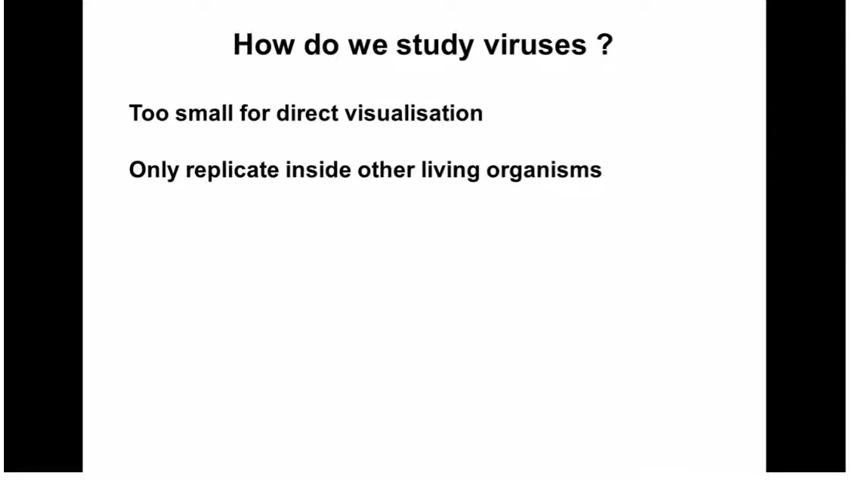 How do we study viruses ?
Too small for direct visualisation
Only replicate inside other living organisms